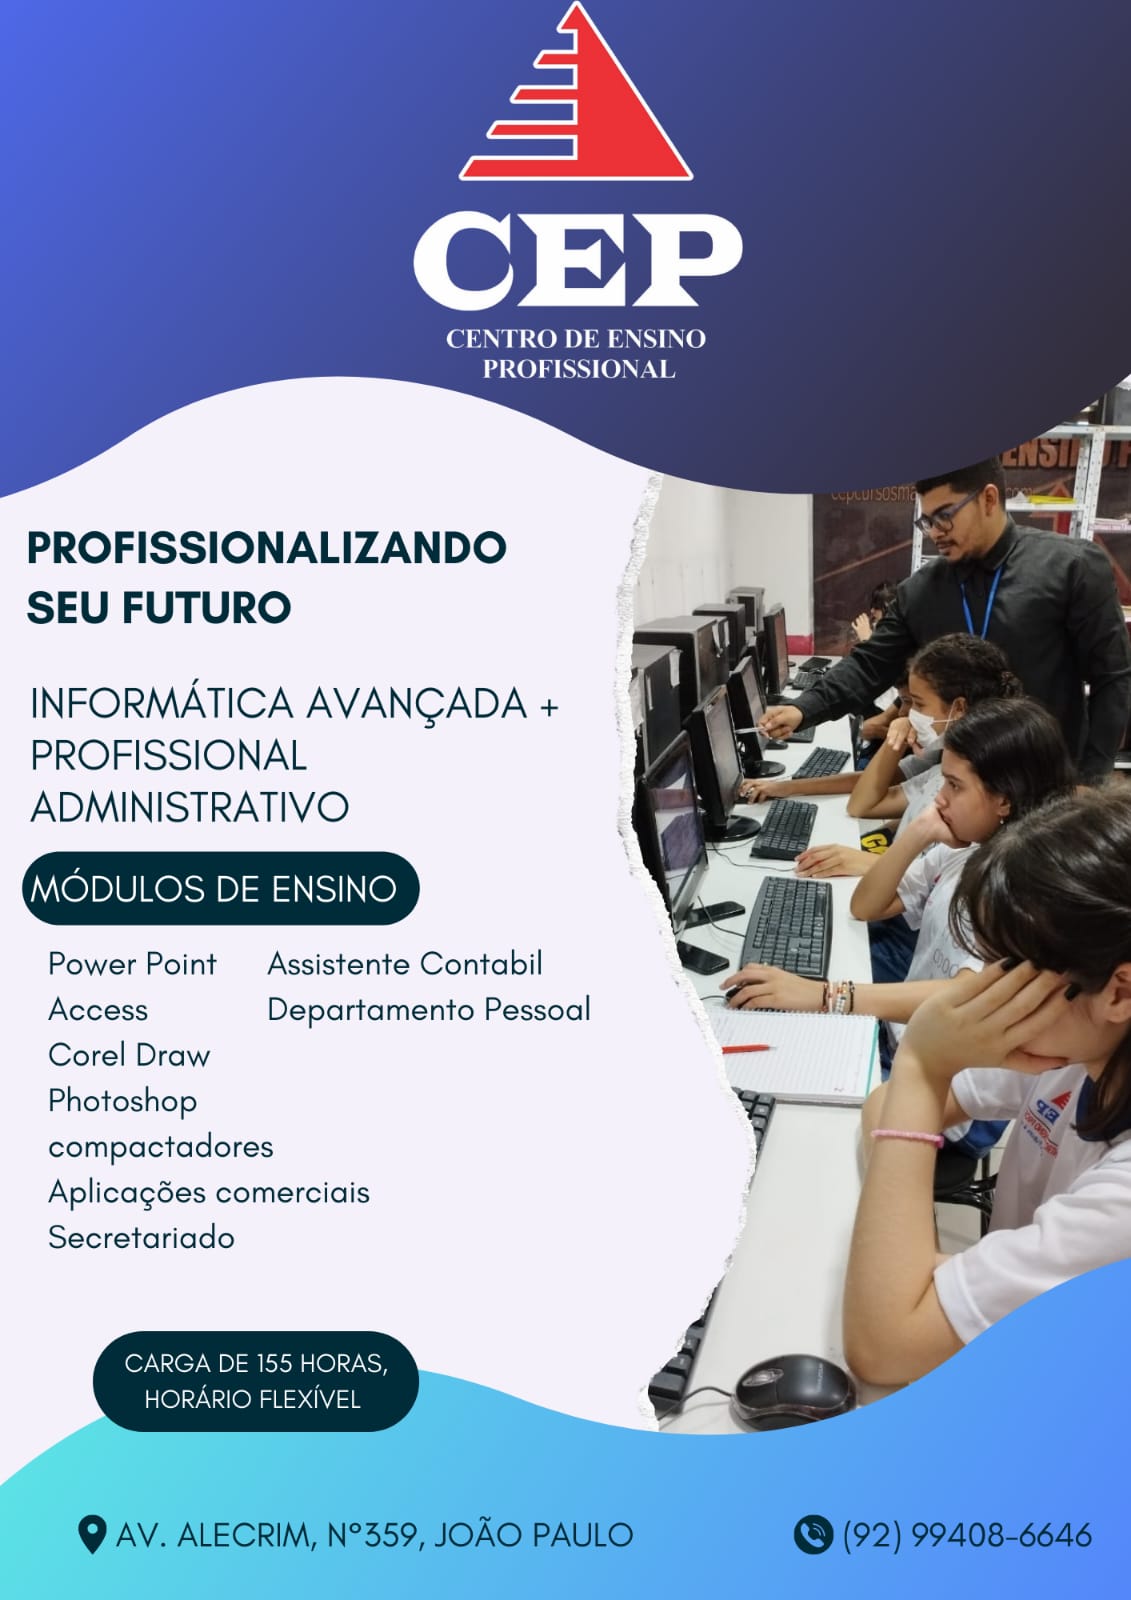 CEP
CENTRO DE ENSINO
PROFISSIONAL
PROFISSIONALIZANDO
SEU FUTURO
INFORMÁTICA AVANÇADA +
PROFISSIONAL
ADMINISTRATIVO
MÓDULOS DE ENSINO
Power Point
Access
Corel Draw
Photoshop
compactadores
Aplicações comerciais
Secretariado
Assistente Contabil
Departamento Pessoal
CARGA DE 155 HORAS,
HORÁRIO FLEXÍVEL
AV. ALECRIM, N°359, JOÃO PAULO
(92) 99408-6646